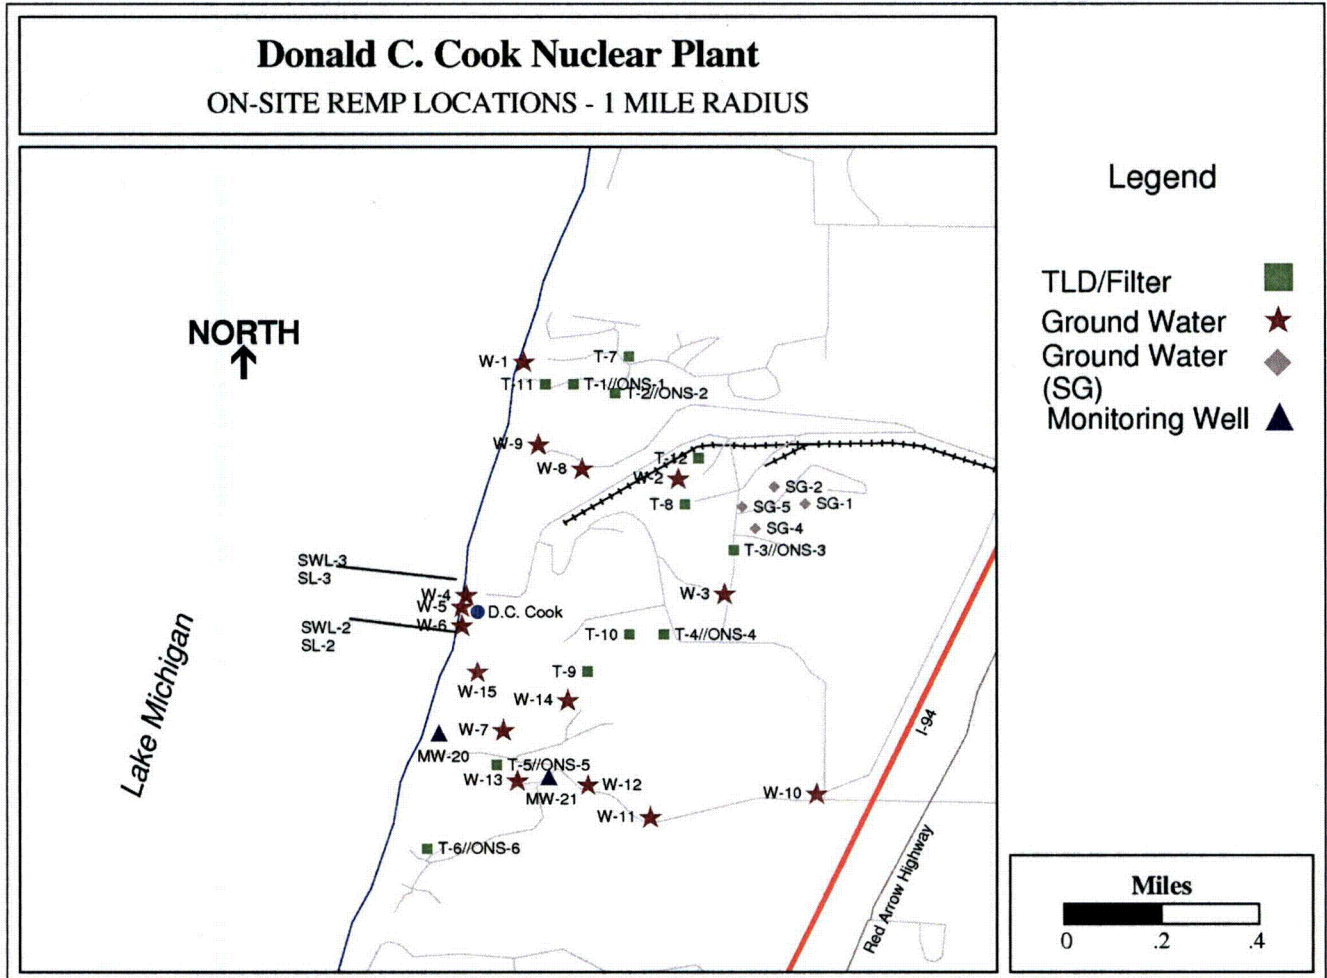 Donald C. Cook Nuclear Plant
ON-SITE REMP LOCATIONS - 1 MILE RADIUS
Legend
TLD/Filter
Ground Water
Ground Water
(SG)
Monitoring Well
NORTH
W-1
T-7
T-11
T-1//ONS-1
T-2//ONS-2
W-9
W-8
T-12
W-2
T-8
SG-2
SG-5
SG-1
SG-4
T-3//ONS-3
SWL-3
SL-3
W-4
W-5
D.C. Cook
W-6
W-3
SWL-2
SL-2
T-10
T-4//ONS-4
T-9
W-15
W-14
W-7
MW-20
T-5//ONS-5
W-13
MW-21
W-12
W-11
W-10
T-6//ONS-6
Lake Michigan
I-94
Red Arrow Highway
Miles
0 .2 .4